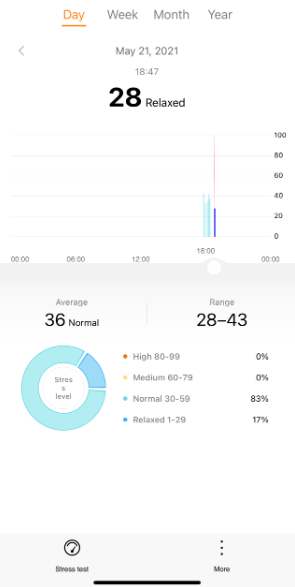 Day Week Month Year
May 21, 2021
18:47
28 Relaxed
100
80
60
40
20
0
00:00 06:00 12:00 18:00 00:00
Average Range
36 Normal 28–43
Stres
s
level
High 80-99 0%
Medium 60-79 0%
Normal 30-59 83%
Relaxed 1-29 17%
Stress test More